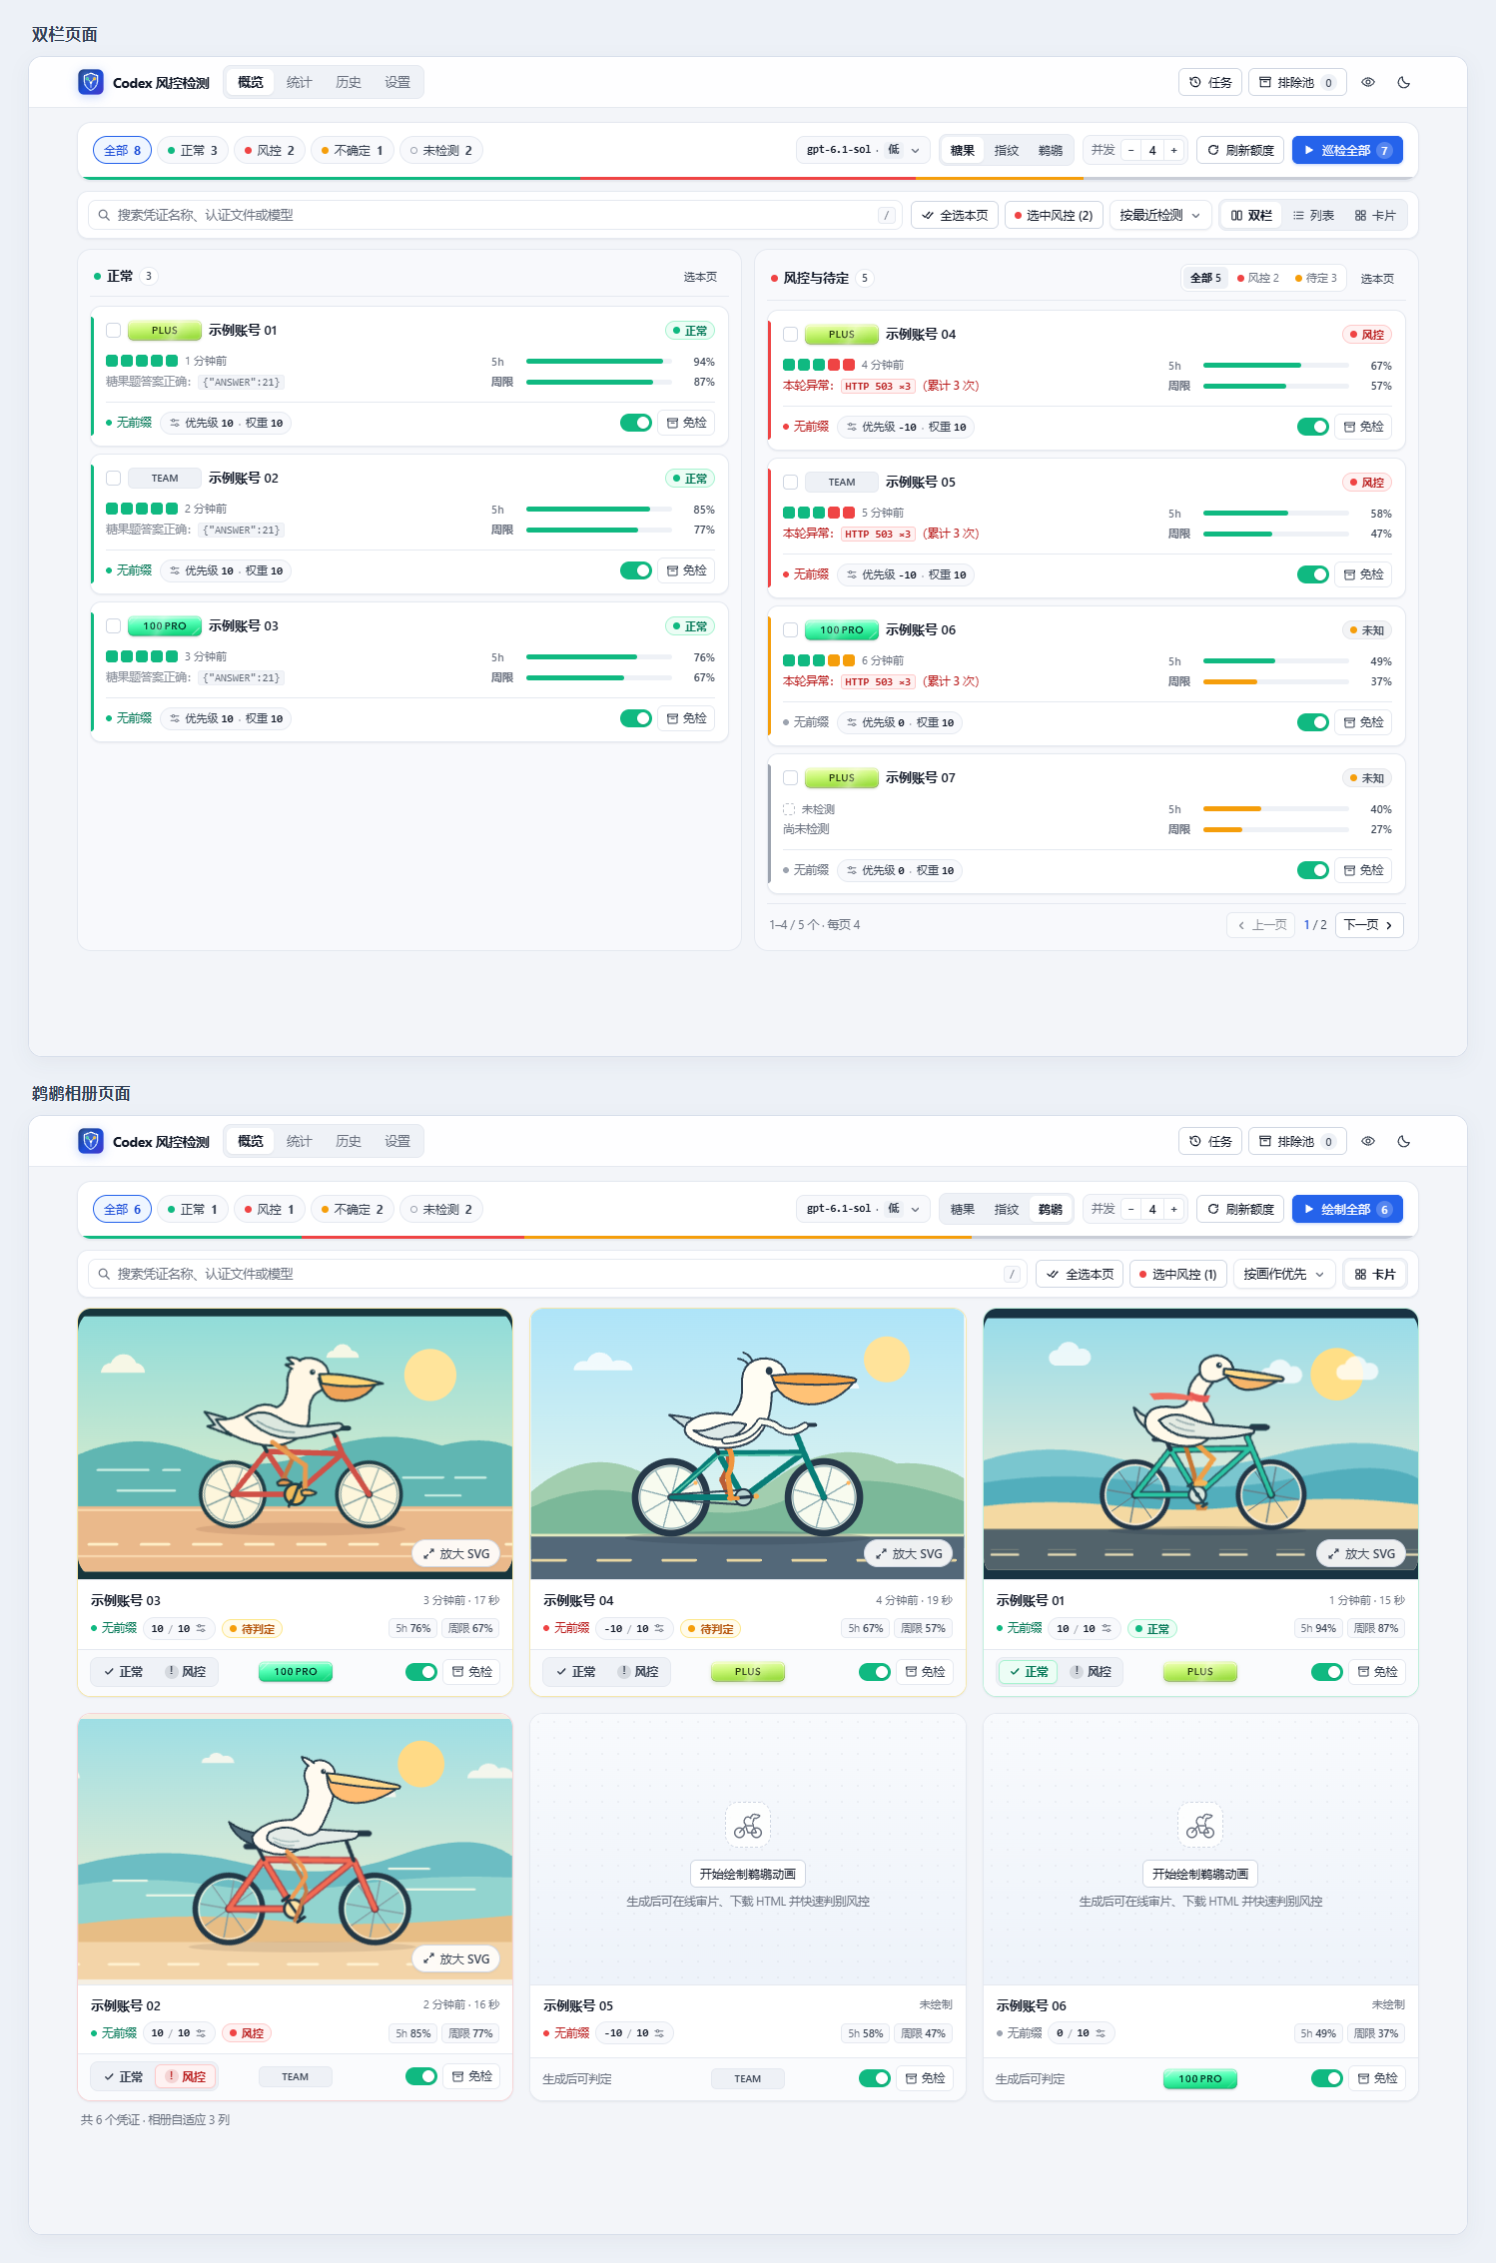 双栏页面
Codex 风控检测 概览 统计 历史 设置 任务 排除池 0
全部 8 正常 3 风控 2 不确定 1 未检测 2 gpt-6.1-sol · 低 糖果 指纹 鹈鹕 并发 − 4 + 刷新额度 巡检全部 7
搜索凭证名称、认证文件或模型 / 全选本页 选中风控 (2) 按最近检测 双栏 列表 卡片
正常 3 选本页
PLUS 示例账号 01 正常
1 分钟前 5h 94%
糖果题答案正确: {"ANSWER":21} 周限 87%
无前缀 优先级 10 · 权重 10 免检
TEAM 示例账号 02 正常
2 分钟前 5h 85%
糖果题答案正确: {"ANSWER":21} 周限 77%
无前缀 优先级 10 · 权重 10 免检
100 PRO 示例账号 03 正常
3 分钟前 5h 76%
糖果题答案正确: {"ANSWER":21} 周限 67%
无前缀 优先级 10 · 权重 10 免检
风控与待定 5 全部 5 风控 2 待定 3 选本页
PLUS 示例账号 04 风控
4 分钟前 5h 67%
本轮异常: HTTP 503 ×3 (累计 3 次) 周限 57%
无前缀 优先级 -10 · 权重 10 免检
TEAM 示例账号 05 风控
5 分钟前 5h 58%
本轮异常: HTTP 503 ×3 (累计 3 次) 周限 47%
无前缀 优先级 -10 · 权重 10 免检
100 PRO 示例账号 06 未知
6 分钟前 5h 49%
本轮异常: HTTP 503 ×3 (累计 3 次) 周限 37%
无前缀 优先级 0 · 权重 10 免检
PLUS 示例账号 07 未知
未检测 5h 40%
尚未检测 周限 27%
无前缀 优先级 0 · 权重 10 免检
1–4 / 5 个 · 每页 4 上一页 1 / 2 下一页
鹈鹕相册页面
Codex 风控检测 概览 统计 历史 设置 任务 排除池 0
全部 6 正常 1 风控 1 不确定 2 未检测 2 gpt-6.1-sol · 低 糖果 指纹 鹈鹕 并发 − 4 + 刷新额度 绘制全部 6
搜索凭证名称、认证文件或模型 / 全选本页 选中风控 (1) 按画作优先 卡片
放大 SVG
示例账号 03 3 分钟前 · 17 秒
无前缀 10 / 10 待判定 5h 76% 周限 67%
正常 风控 100 PRO 免检
放大 SVG
示例账号 04 4 分钟前 · 19 秒
无前缀 -10 / 10 待判定 5h 67% 周限 57%
正常 风控 PLUS 免检
放大 SVG
示例账号 01 1 分钟前 · 15 秒
无前缀 10 / 10 正常 5h 94% 周限 87%
正常 风控 PLUS 免检
放大 SVG
示例账号 02 2 分钟前 · 16 秒
无前缀 10 / 10 风控 5h 85% 周限 77%
正常 风控 TEAM 免检
开始绘制鹈鹕动画
生成后可在线审片、下载 HTML 并快速判别风控
示例账号 05 未绘制
无前缀 -10 / 10 5h 58% 周限 47%
生成后可判定 TEAM 免检
开始绘制鹈鹕动画
生成后可在线审片、下载 HTML 并快速判别风控
示例账号 06 未绘制
无前缀 0 / 10 5h 49% 周限 37%
生成后可判定 100 PRO 免检
共 6 个凭证 · 相册自适应 3 列